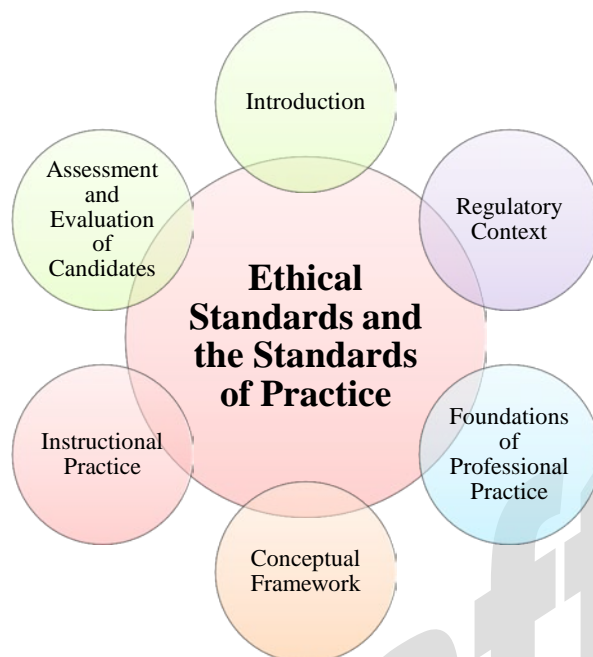 Introduction
Regulatory
Context
Foundations
of
Professional
Practice
Conceptual
Framework
Instructional
Practice
Assessment
and
Evaluation
of
Candidates
Ethical
Standards and
the Standards
of Practice